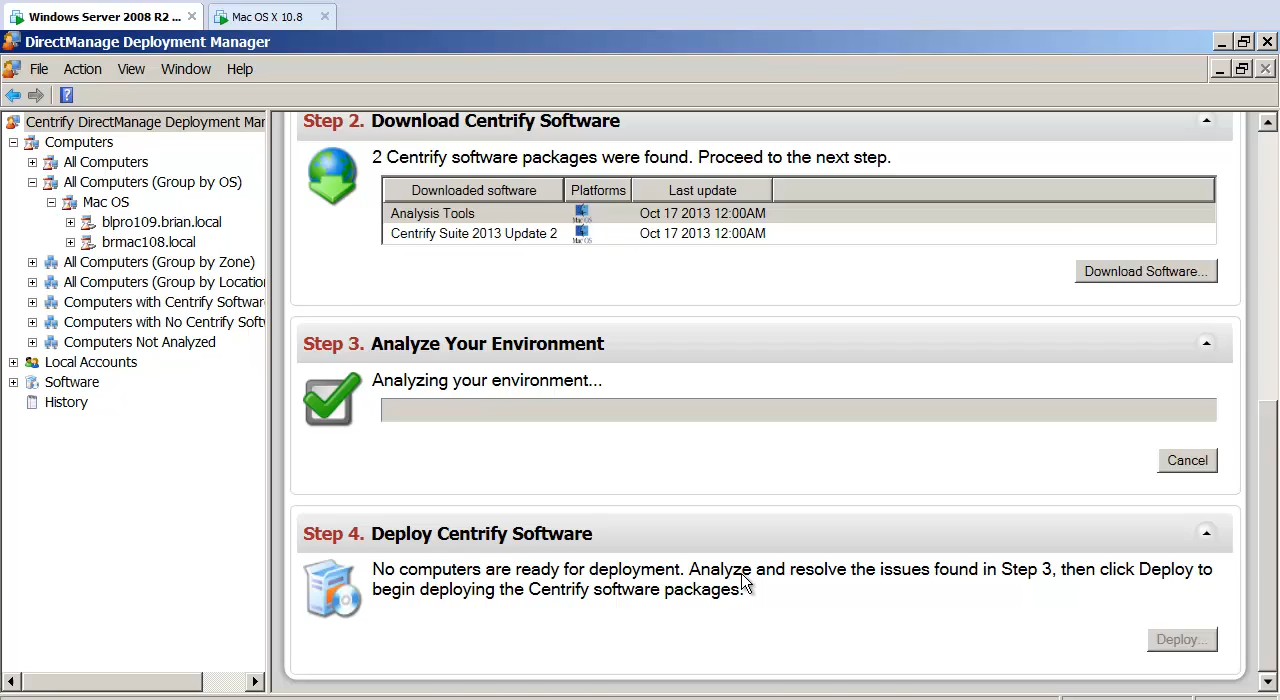 Windows Server 2008 R2 ...
Mac OS X 10.8
DirectManage Deployment Manager
File Action View Window Help
Centrify DirectManage Deployment Mar
Computers
All Computers
All Computers (Group by OS)
Mac OS
blpro109.brian.local
brmac108.local
All Computers (Group by Zone)
All Computers (Group by Locatior
Computers with Centrify Softwar
Computers with No Centrify Softw
Computers Not Analyzed
Local Accounts
Software
History
Step 2. Download Centrify Software
2 Centrify software packages were found. Proceed to the next step.
Downloaded software Platforms Last update
Analysis Tools Mac OS Oct 17 2013 12:00AM
Centrify Suite 2013 Update 2 Mac OS Oct 17 2013 12:00AM
Download Software...
Step 3. Analyze Your Environment
Analyzing your environment...
Cancel
Step 4. Deploy Centrify Software
No computers are ready for deployment. Analyze and resolve the issues found in Step 3, then click Deploy to
begin deploying the Centrify software packages.
Deploy...